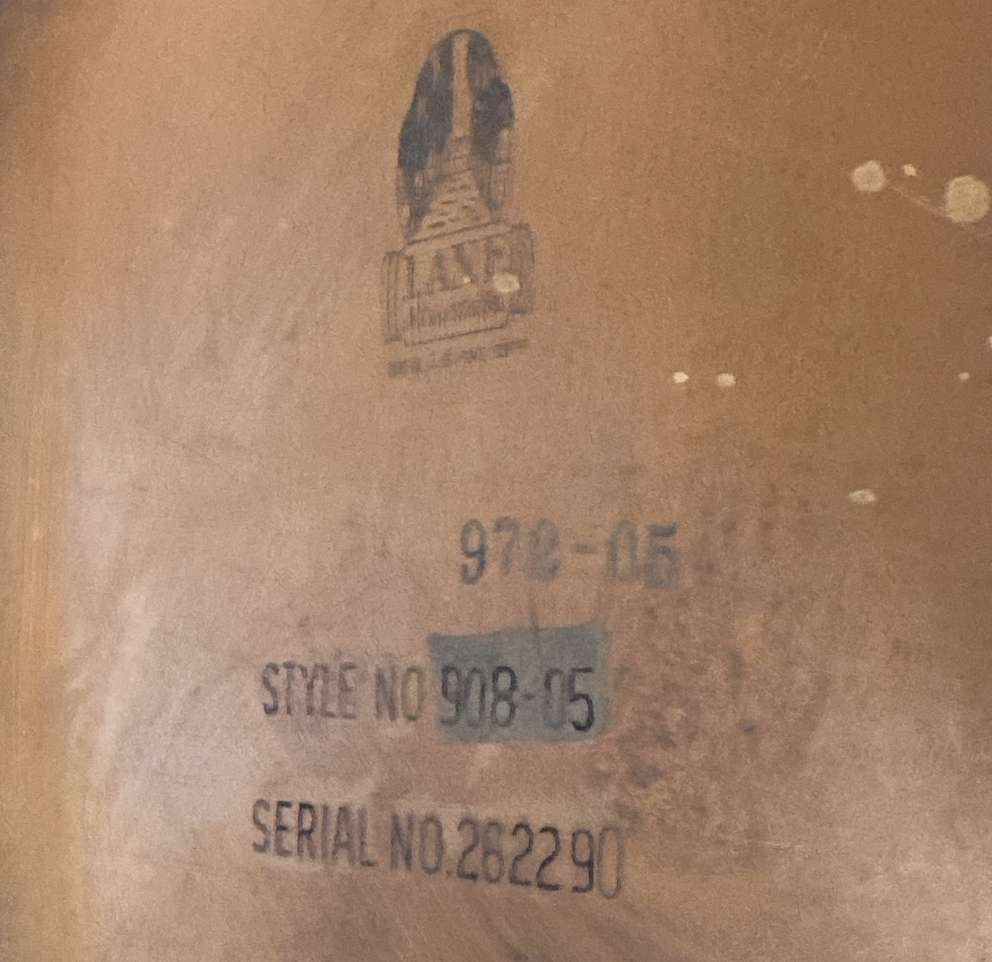 LANE
978-05
STYLE NO 908-05
SERIAL NO.262290